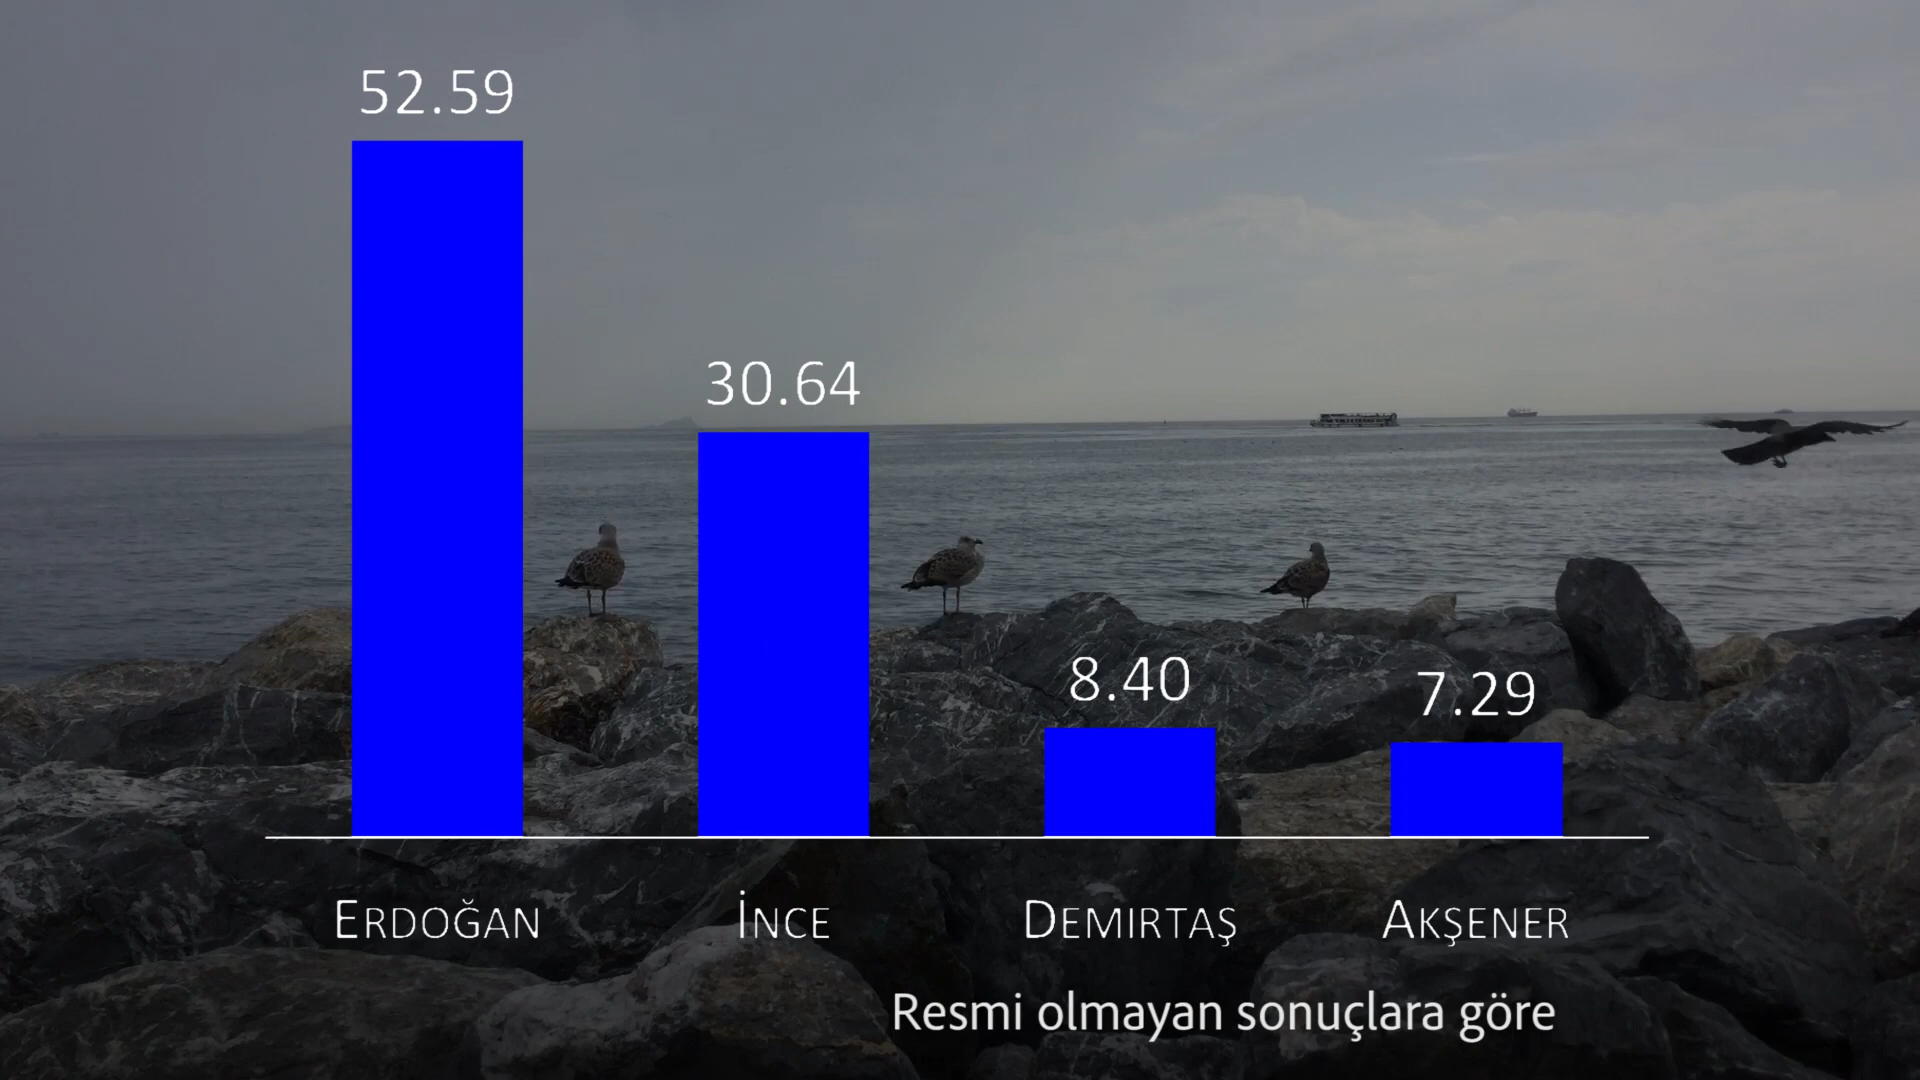 52.59
30.64
8.40
7.29
ERDOĞAN
İNCE
DEMIRTAŞ
AKŞENER
Resmi olmayan sonuçlara göre